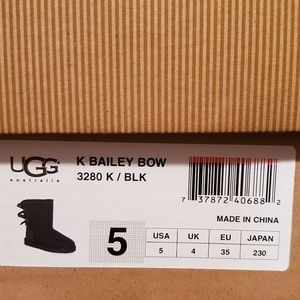 UGG
australia
K BAILEY BOW
3280 K / BLK
5
7 37872 40688 2
MADE IN CHINA
USA UK EU JAPAN
5 4 35 230